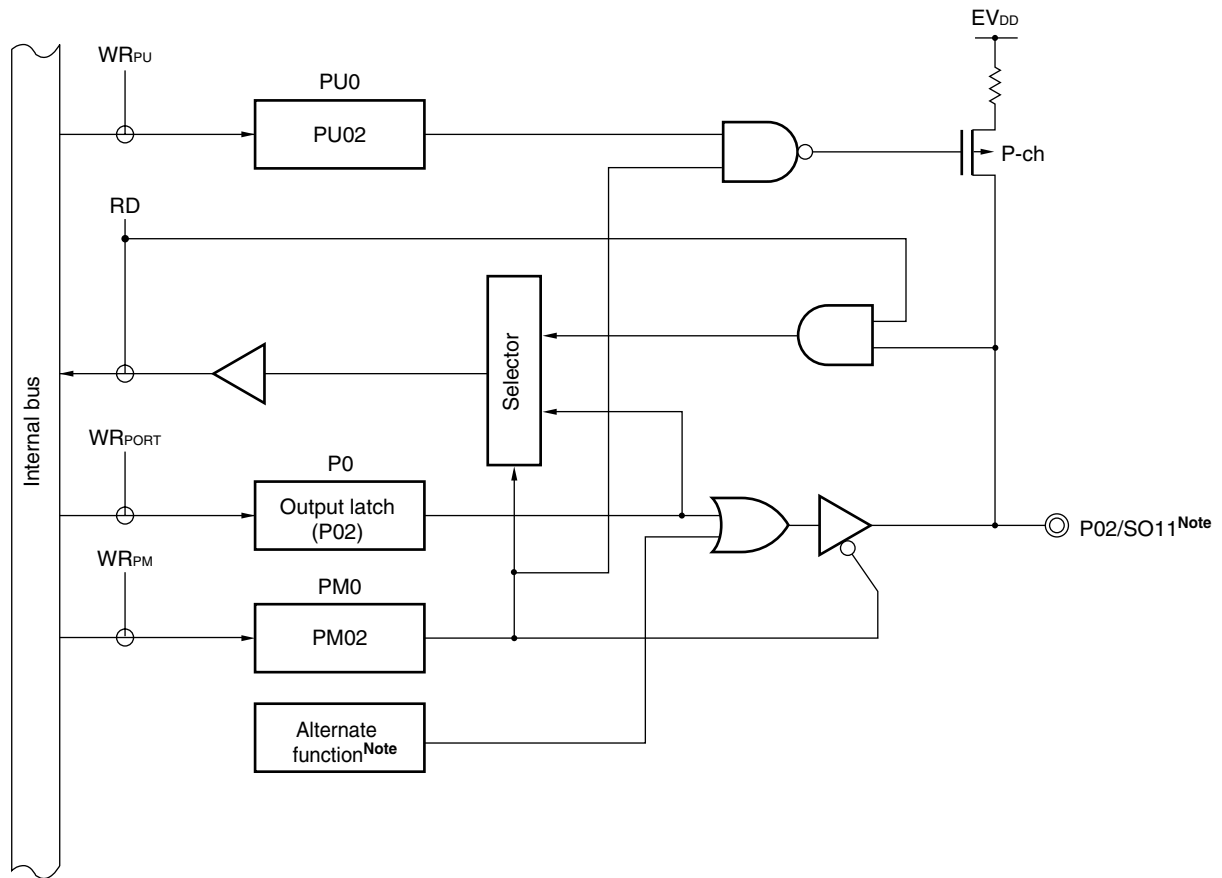 EVDD
WRPU
PU0
PU02
P-ch
RD
Selector
Internal bus
WRPORT
P0
Output latch
(P02)
P02/SO11Note
WRPM
PM0
PM02
Alternate
functionNote